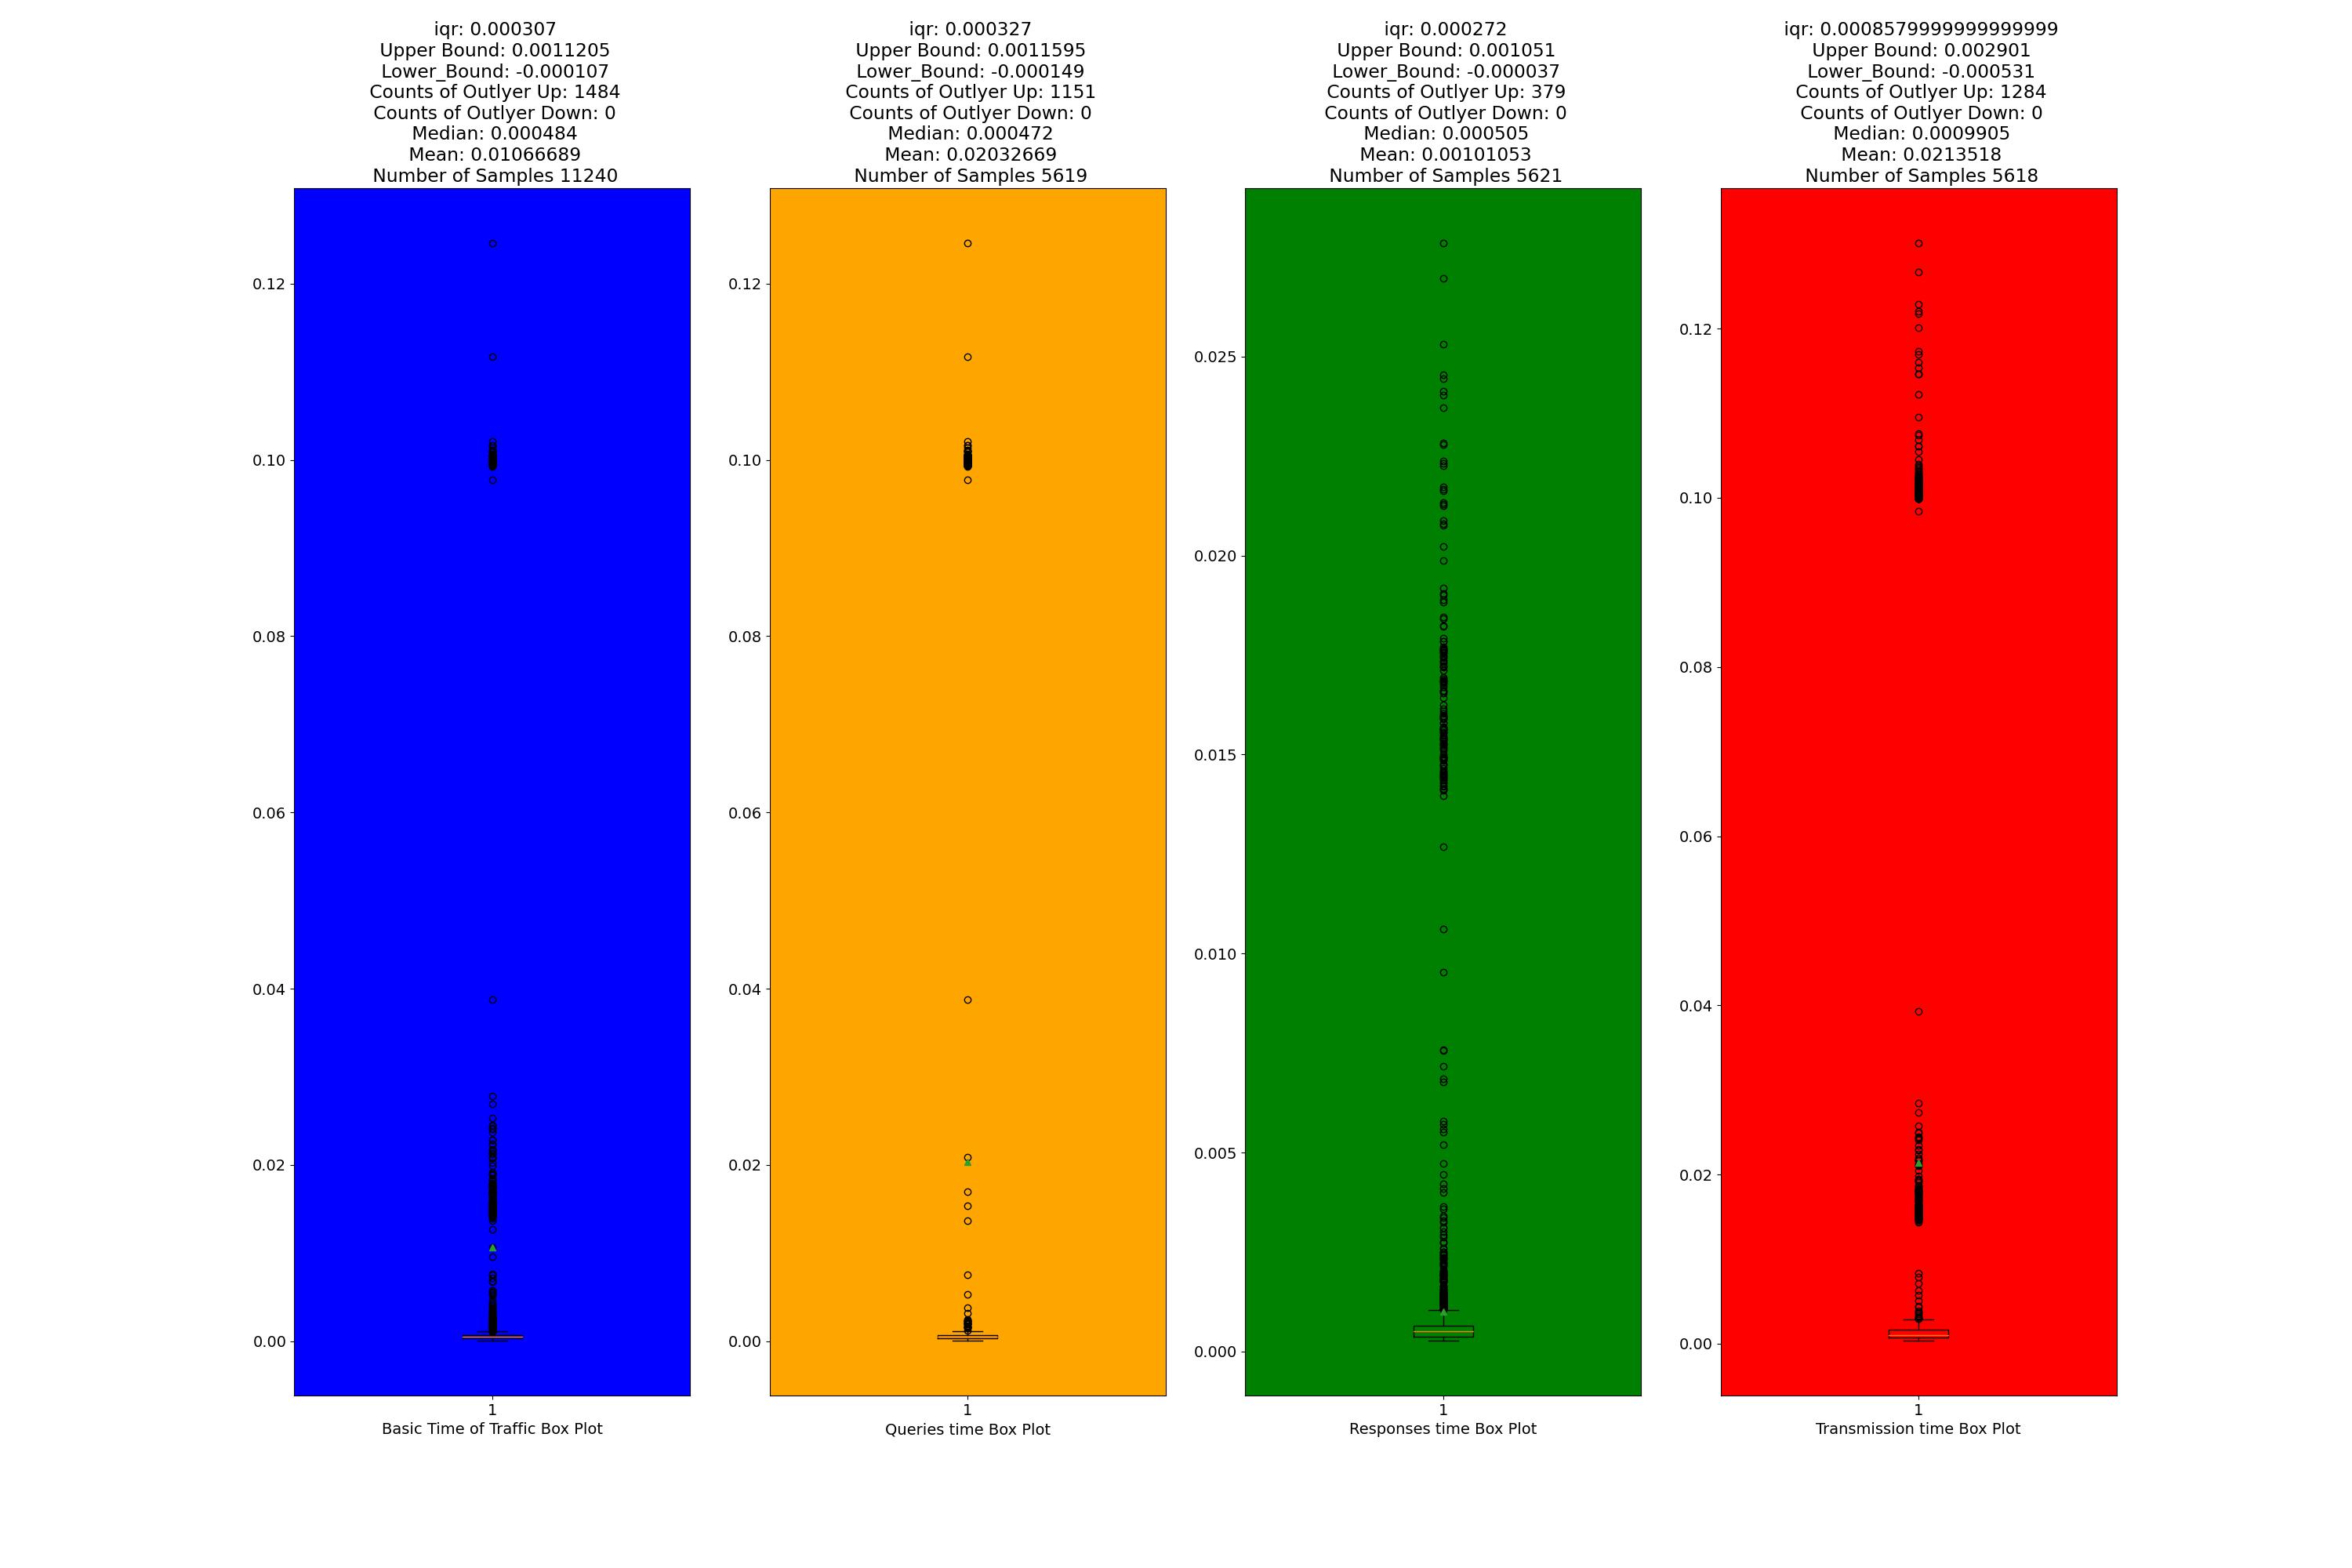 iqr: 0.000307
Upper Bound: 0.0011205
Lower_Bound: -0.000107
Counts of Outlyer Up: 1484
Counts of Outlyer Down: 0
Median: 0.000484
Mean: 0.01066689
Number of Samples 11240
0.12
0.10
0.08
0.06
0.04
0.02
0.00
1
Basic Time of Traffic Box Plot
iqr: 0.000327
Upper Bound: 0.0011595
Lower_Bound: -0.000149
Counts of Outlyer Up: 1151
Counts of Outlyer Down: 0
Median: 0.000472
Mean: 0.02032669
Number of Samples 5619
0.12
0.10
0.08
0.06
0.04
0.02
0.00
1
Queries time Box Plot
iqr: 0.000272
Upper Bound: 0.001051
Lower_Bound: -0.000037
Counts of Outlyer Up: 379
Counts of Outlyer Down: 0
Median: 0.000505
Mean: 0.00101053
Number of Samples 5621
0.025
0.020
0.015
0.010
0.005
0.000
1
Responses time Box Plot
iqr: 0.0008579999999999999
Upper Bound: 0.002901
Lower_Bound: -0.000531
Counts of Outlyer Up: 1284
Counts of Outlyer Down: 0
Median: 0.0009905
Mean: 0.0213518
Number of Samples 5618
0.12
0.10
0.08
0.06
0.04
0.02
0.00
1
Transmission time Box Plot